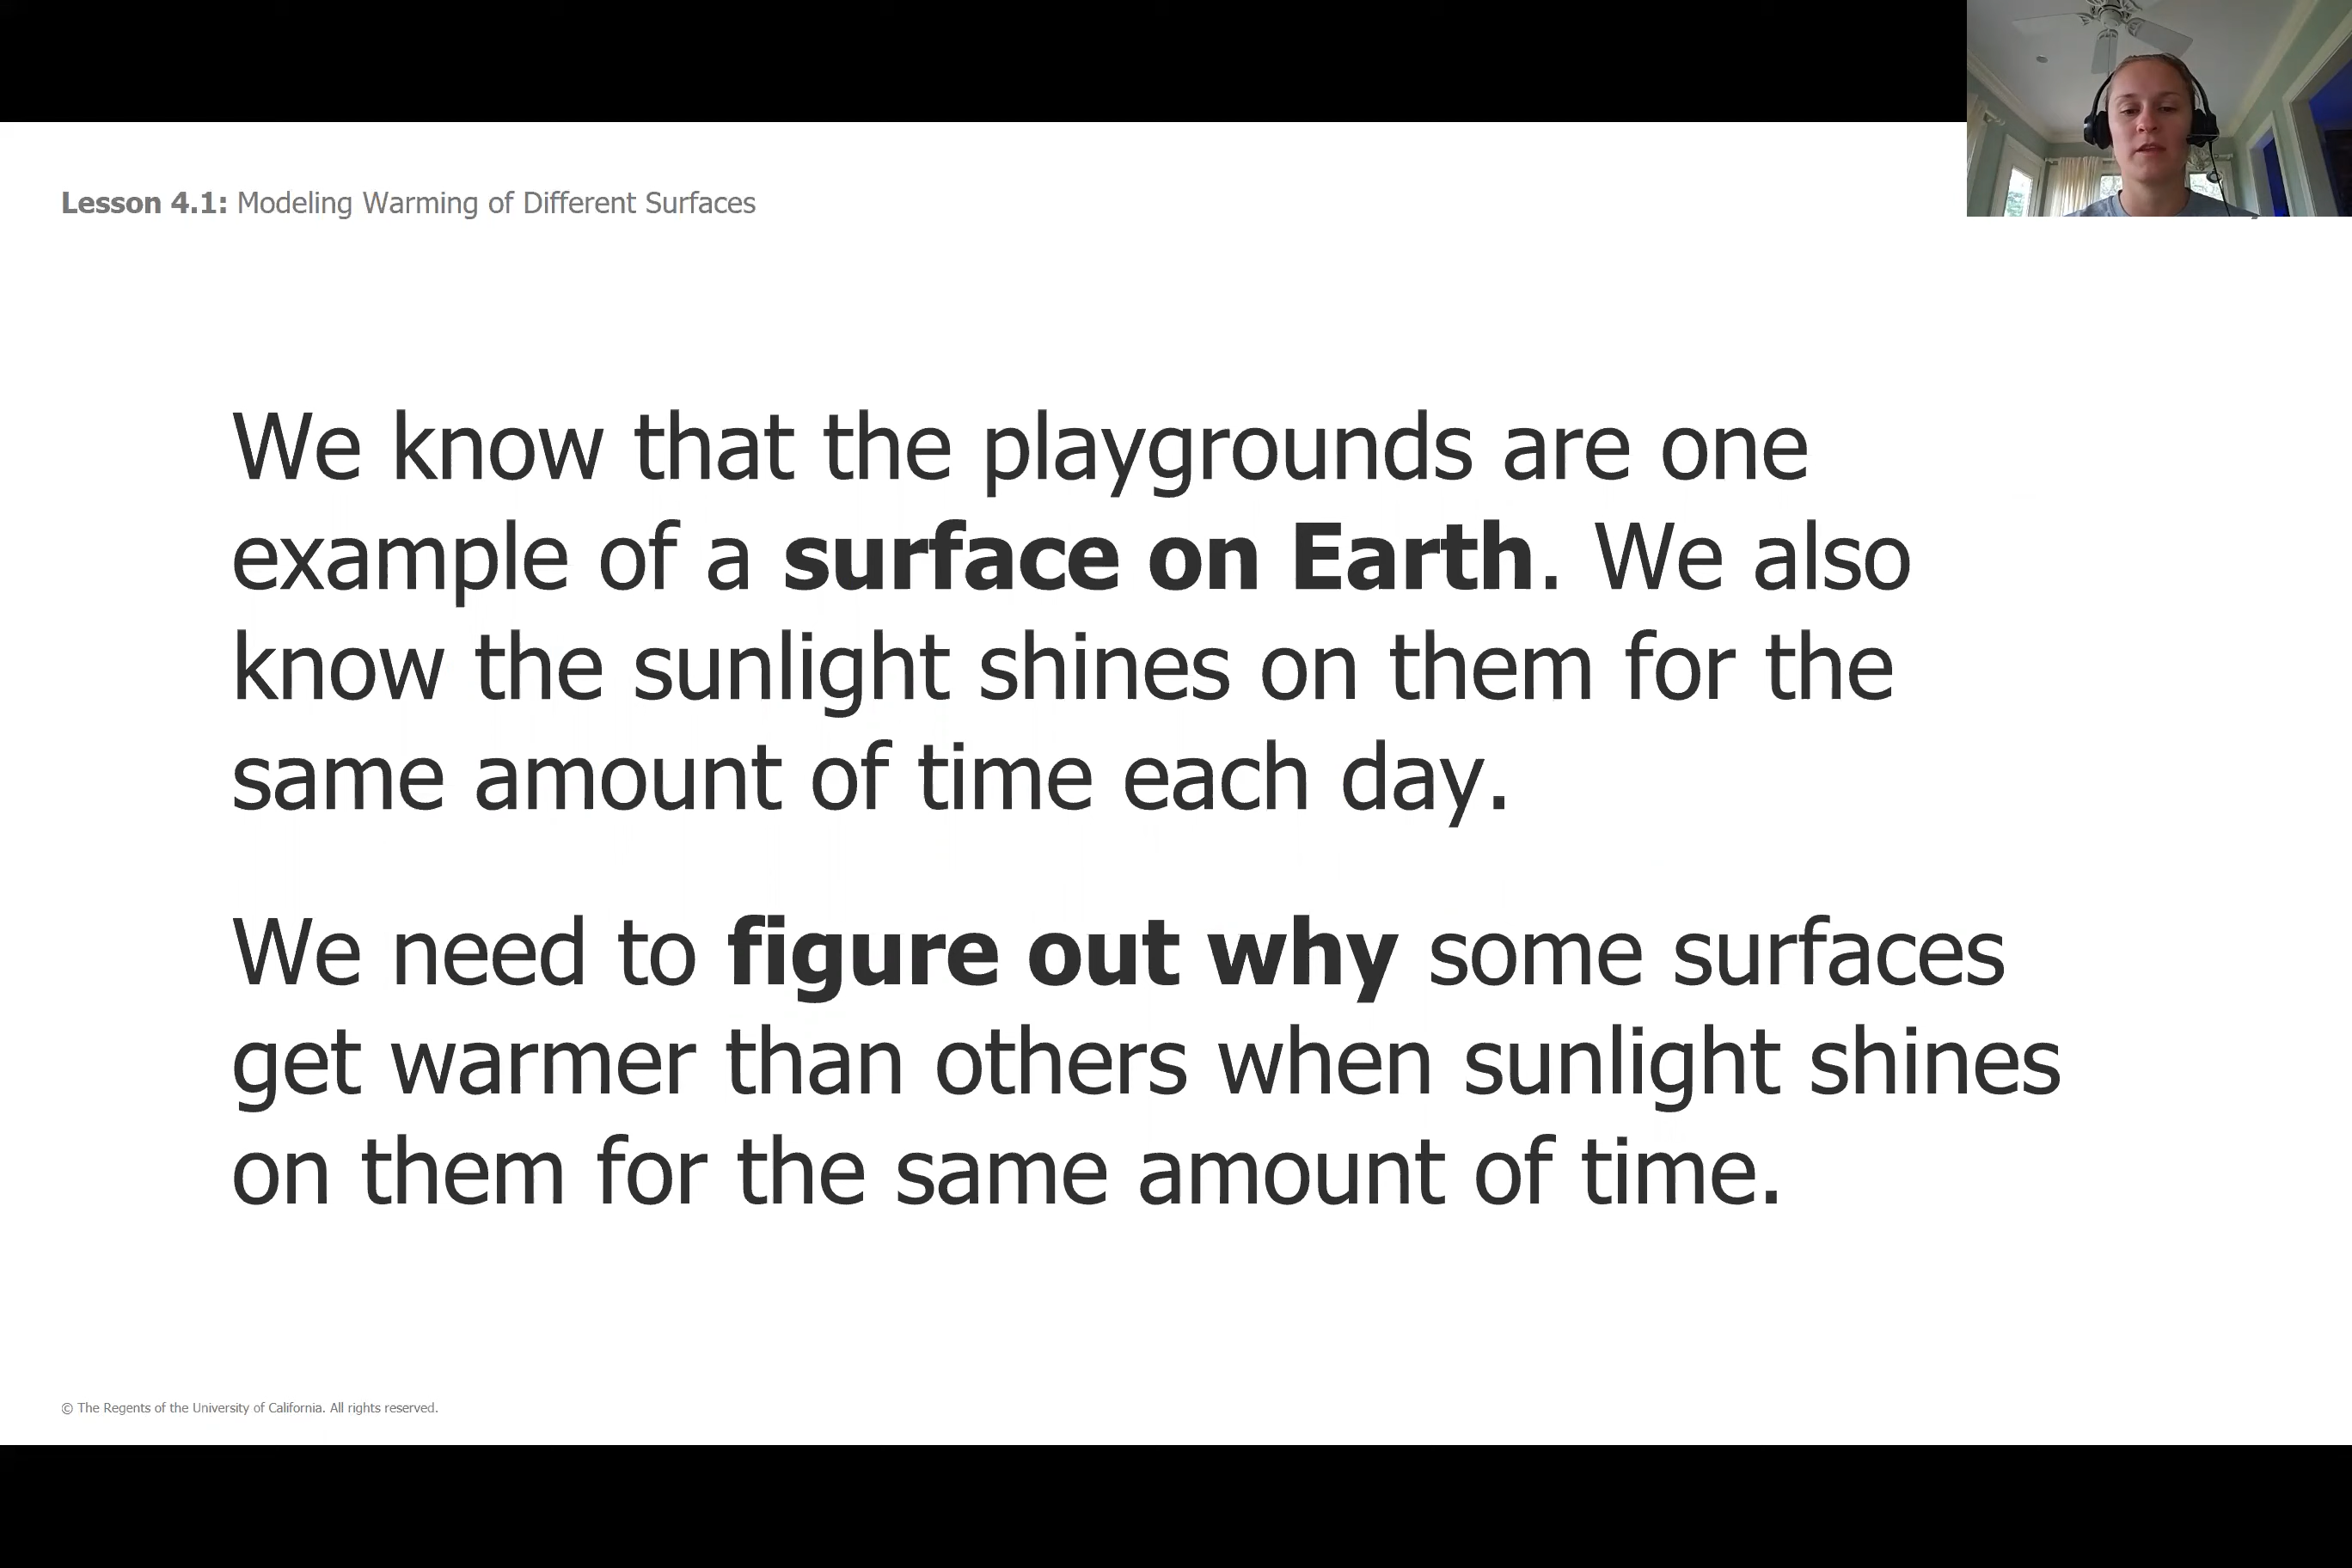 Lesson 4.1: Modeling Warming of Different Surfaces
We know that the playgrounds are one
example of a surface on Earth. We also
know the sunlight shines on them for the
same amount of time each day.
We need to figure out why some surfaces
get warmer than others when sunlight shines
on them for the same amount of time.
© The Regents of the University of California. All rights reserved.